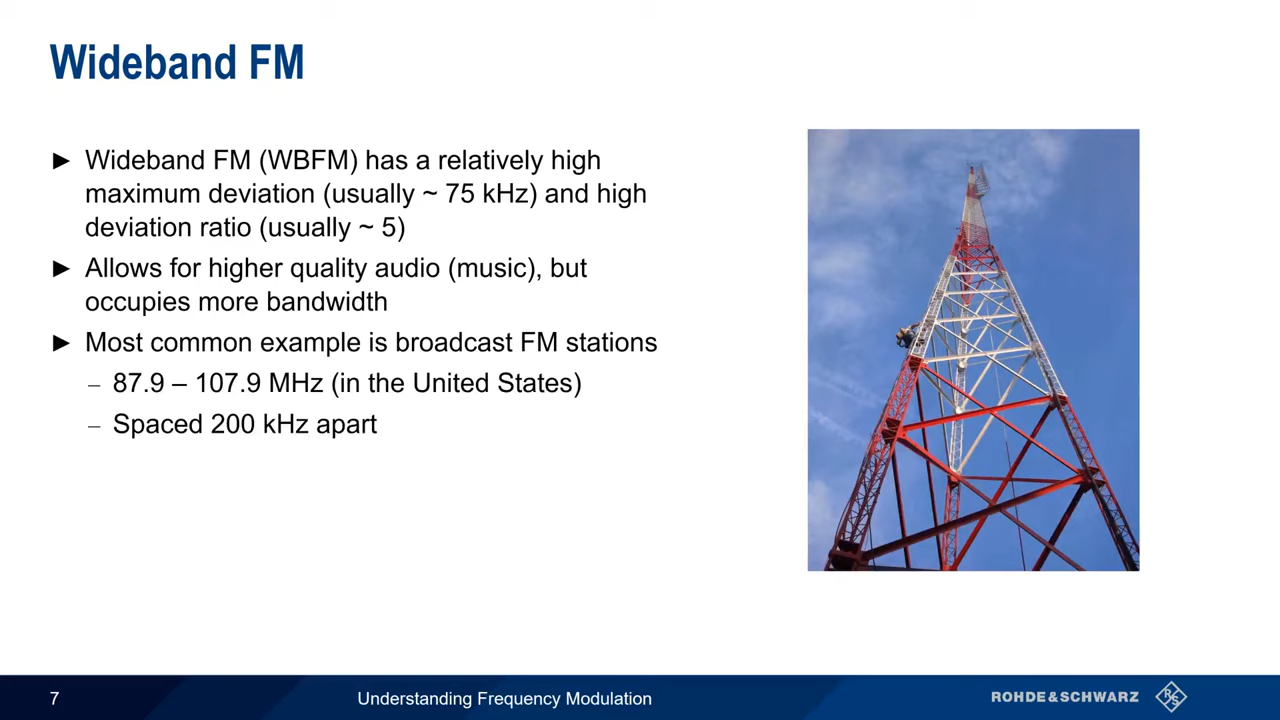 Wideband FM
► Wideband FM (WBFM) has a relatively high
maximum deviation (usually ~ 75 kHz) and high
deviation ratio (usually ~ 5)
► Allows for higher quality audio (music), but
occupies more bandwidth
► Most common example is broadcast FM stations
– 87.9 – 107.9 MHz (in the United States)
– Spaced 200 kHz apart
7
Understanding Frequency Modulation
ROHDE&SCHWARZ
R&S